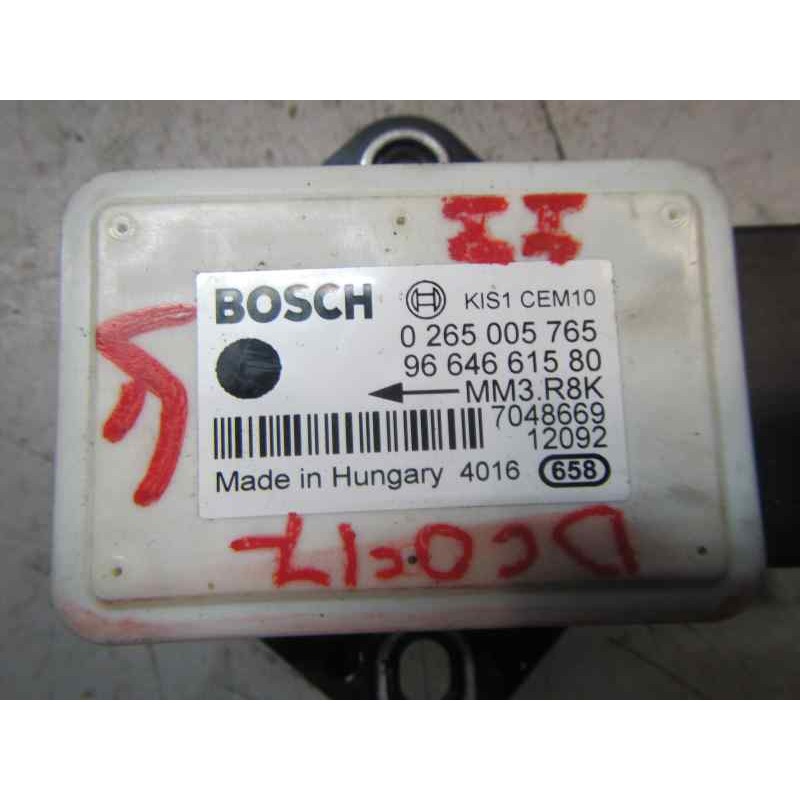 BOSCH KIS1 CEM10
0 265 005 765
96 646 615 80
MM3.R8K
7048669
12092
Made in Hungary 4016 658